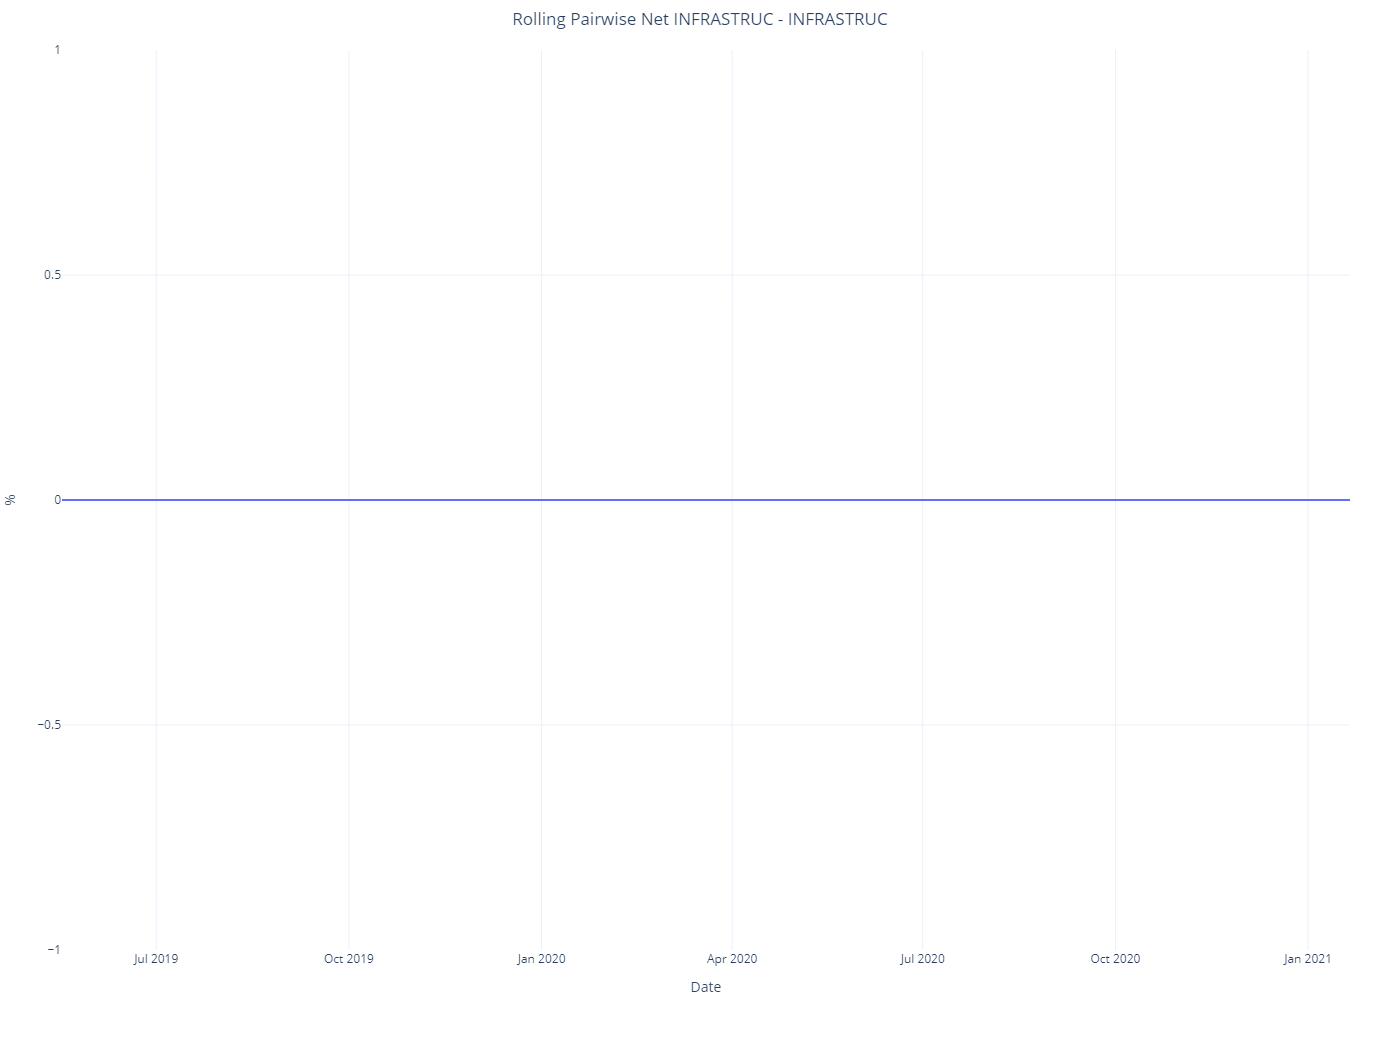 Rolling Pairwise Net INFRASTRUC - INFRASTRUC
1
0.5
0
−0.5
−1
%
Jul 2019
Oct 2019
Jan 2020
Apr 2020
Jul 2020
Oct 2020
Jan 2021
Date